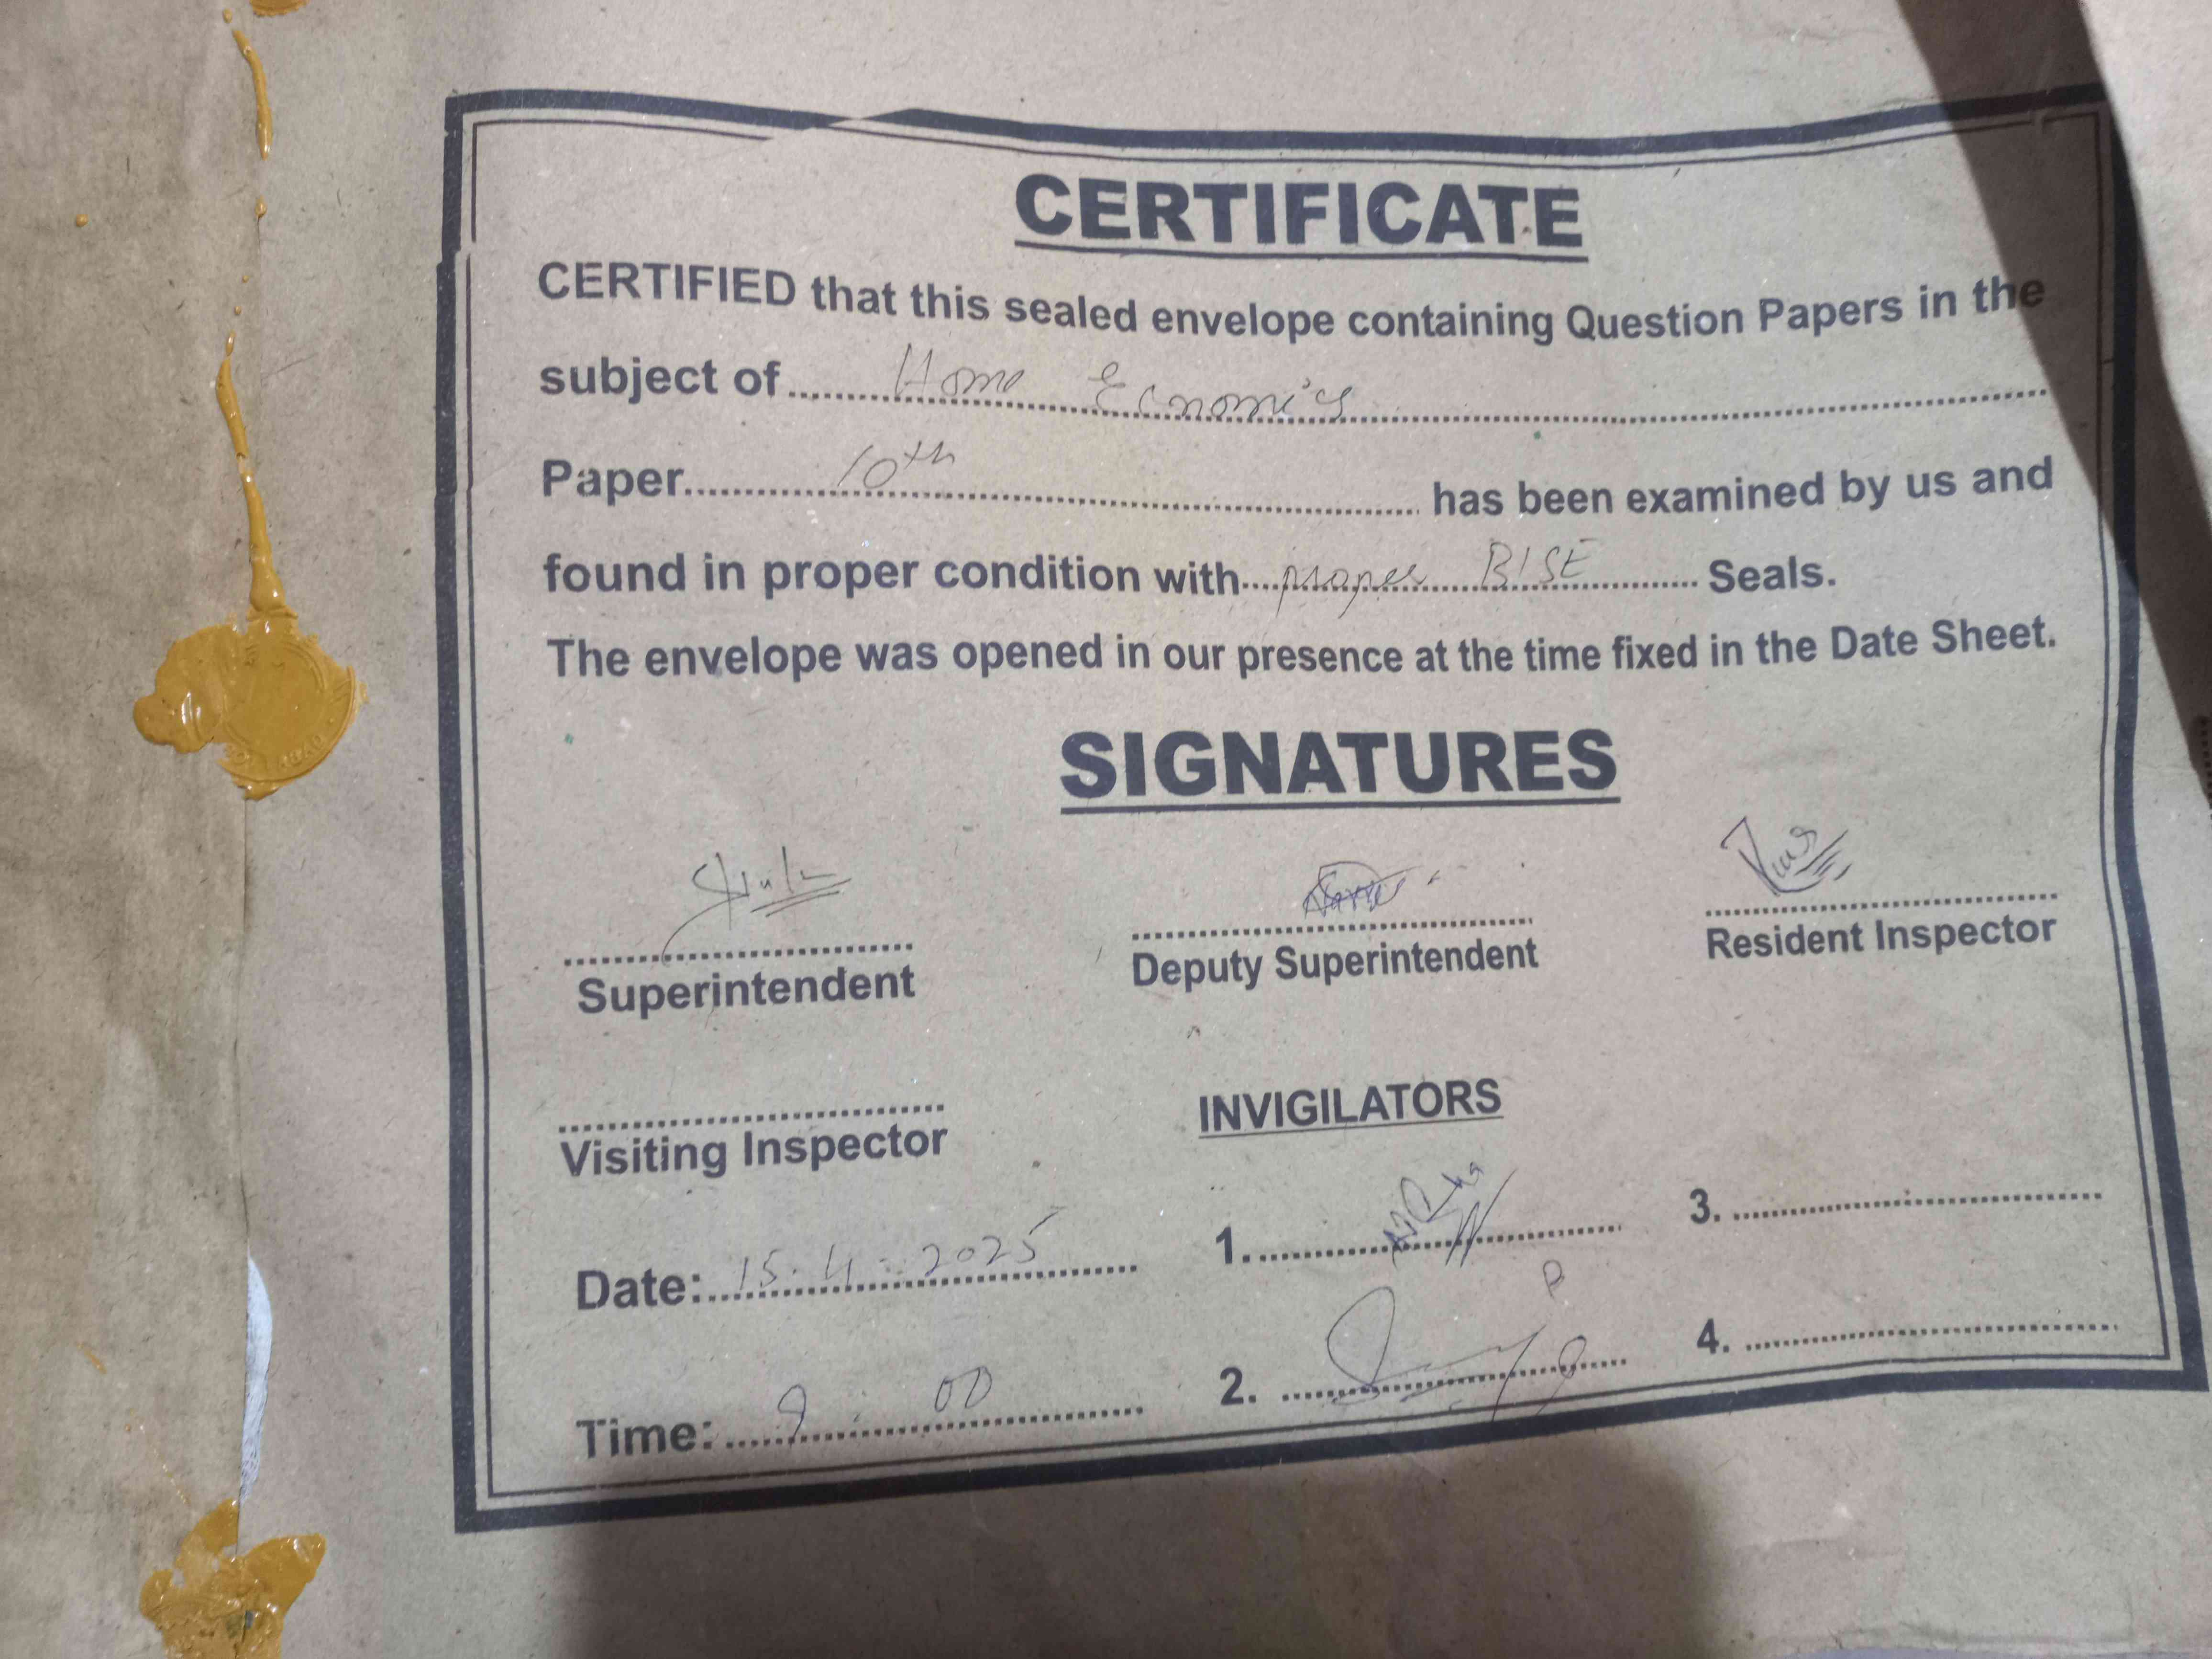 CERTIFICATE
CERTIFIED that this sealed envelope containing Question Papers in the
subject of Home Ecnomics
Paper 10th has been examined by us and
found in proper condition with proper BISE Seals.
The envelope was opened in our presence at the time fixed in the Date Sheet.
SIGNATURES
Superintendent
Deputy Superintendent
Resident Inspector
Visiting Inspector
INVIGILATORS
Date: 15.4.2025
1.
3.
Time: 9:00
2.
4.